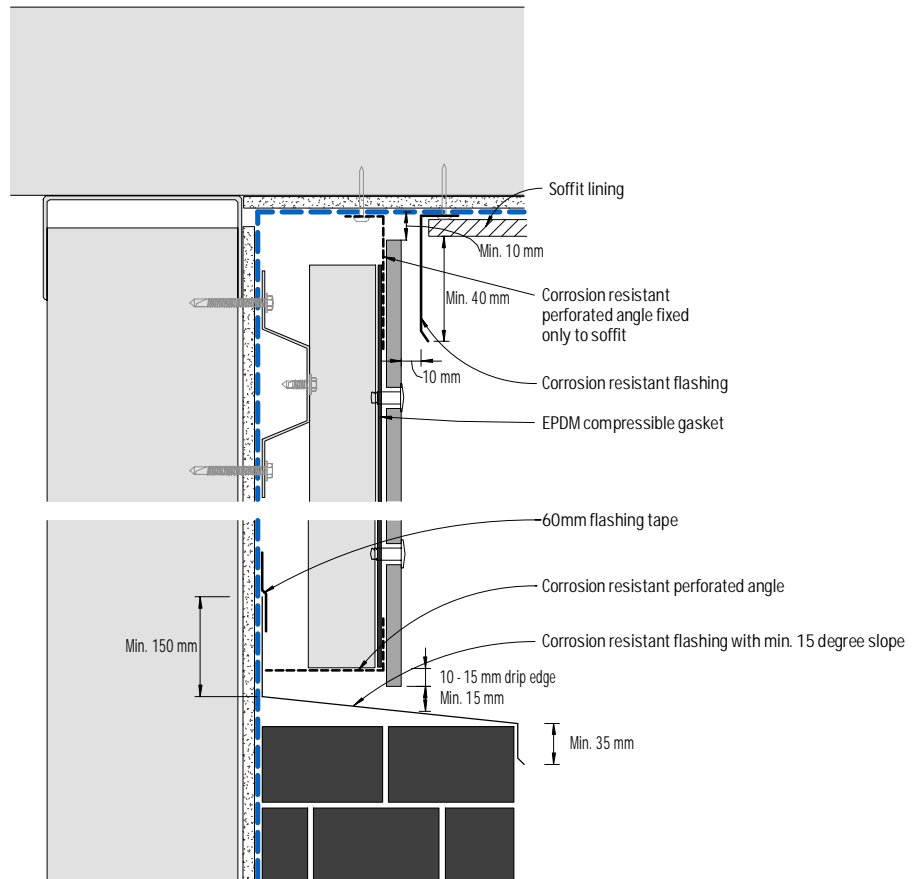 Soffit lining
Min. 10 mm
Min. 40 mm
Corrosion resistant
perforated angle fixed
only to soffit
10 mm
Corrosion resistant flashing
EPDM compressible gasket
60mm flashing tape
Corrosion resistant perforated angle
Min. 150 mm
Corrosion resistant flashing with min. 15 degree slope
10 - 15 mm drip edge
Min. 15 mm
Min. 35 mm